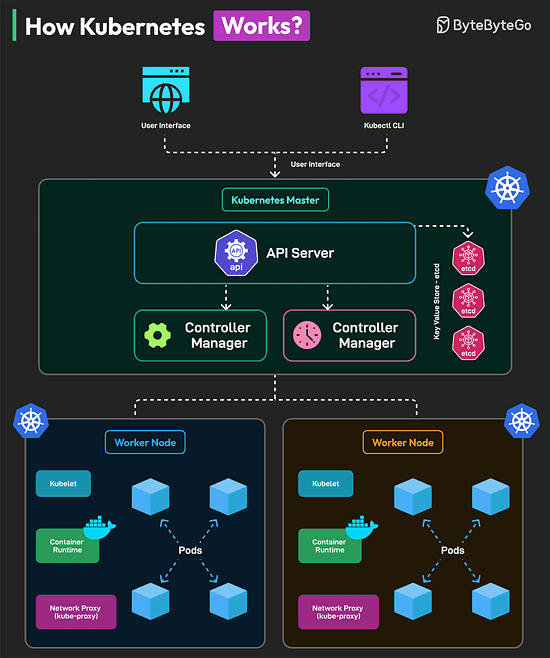 How Kubernetes Works?
ByteByteGo
User Interface
Kubectl CLI
User Interface
Kubernetes Master
API
api
API Server
etcd
etcd
etcd
Key Value Store - etcd
Controller
Manager
Controller
Manager
Worker Node
Kubelet
Container
Runtime
Pods
Network Proxy
(kube-proxy)
Worker Node
Kubelet
Container
Runtime
Pods
Network Proxy
(kube-proxy)